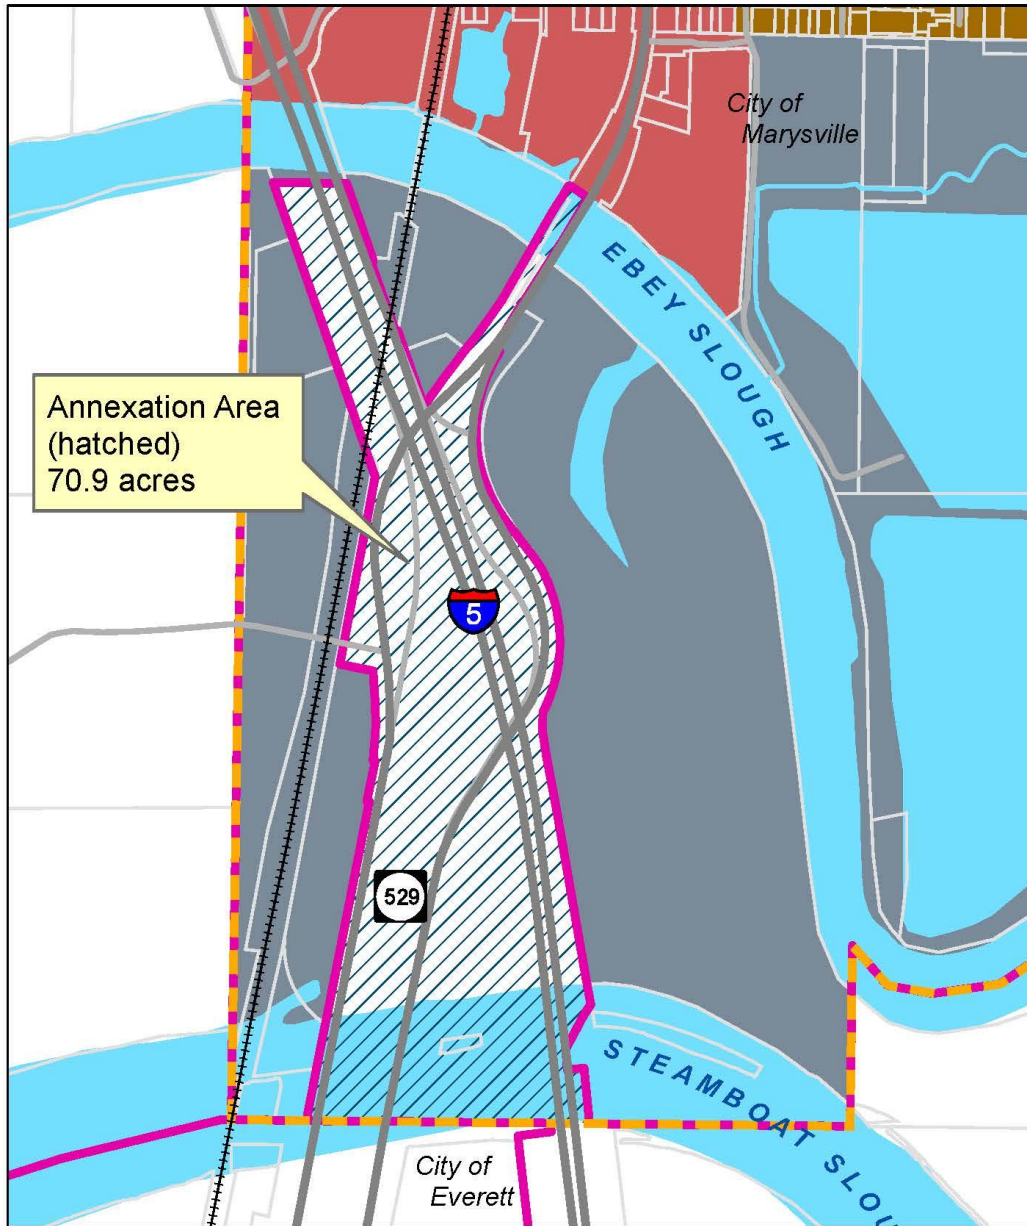 City of
Marysville
EBEY SLOUGH
Annexation Area
(hatched)
70.9 acres
5
529
STEAMBOAT SLOU
City of
Everett